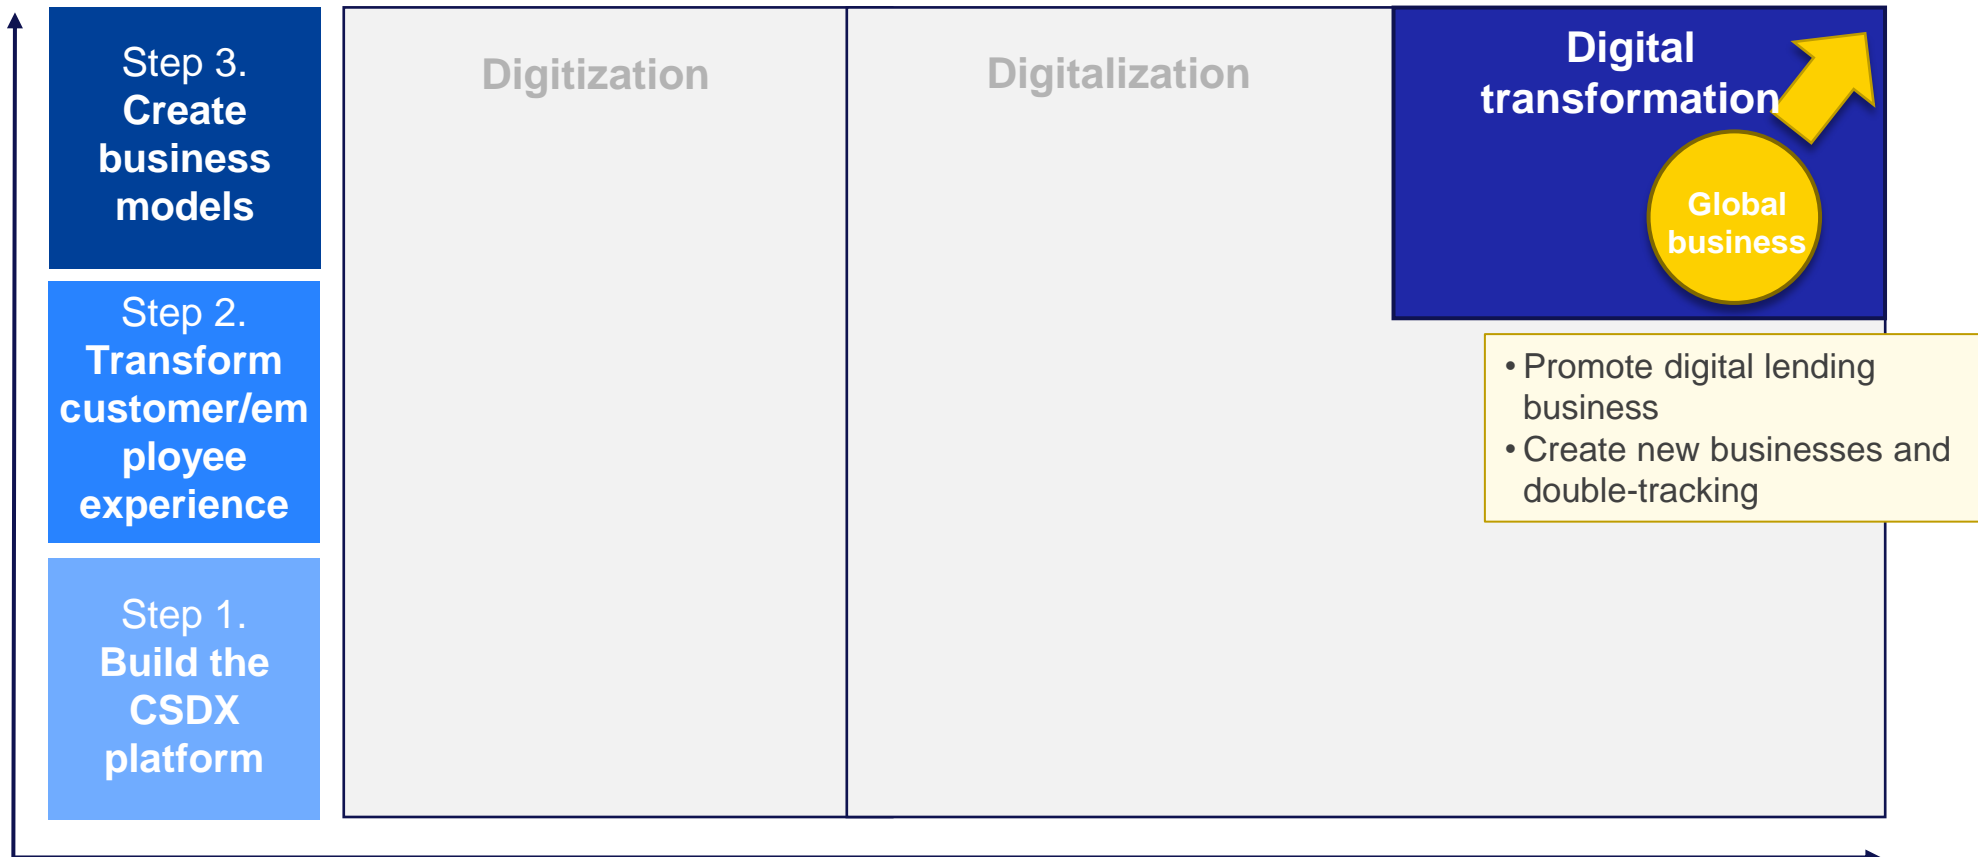 Step 3.
Create
business
models
Step 2.
Transform
customer/em
ployee
experience
Step 1.
Build the
CSDX
platform
Digitization
Digitalization
Digital
transformation
Global
business
• Promote digital lending
business
• Create new businesses and
double-tracking